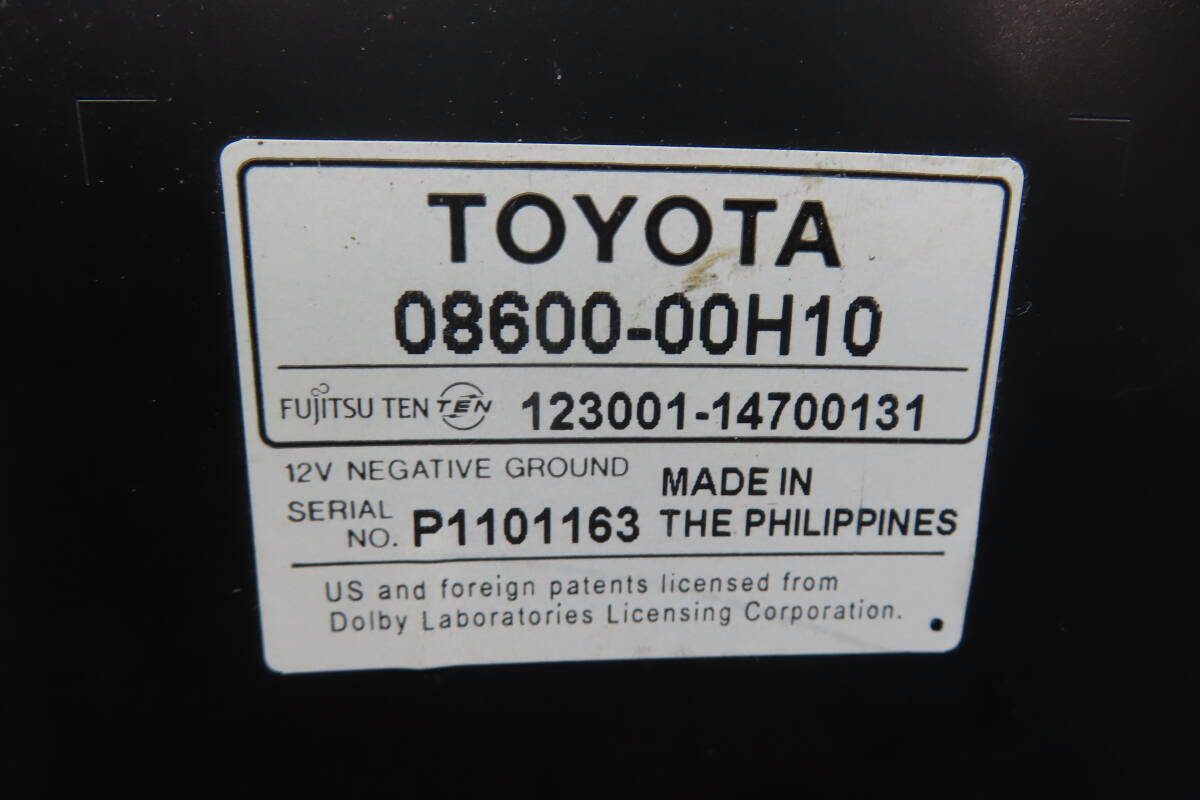 TOYOTA
08600-00H10
FUJITSU TEN TEN 123001-14700131
12V NEGATIVE GROUND
SERIAL NO. P1101163
MADE IN
THE PHILIPPINES
US and foreign patents licensed from
Dolby Laboratories Licensing Corporation.